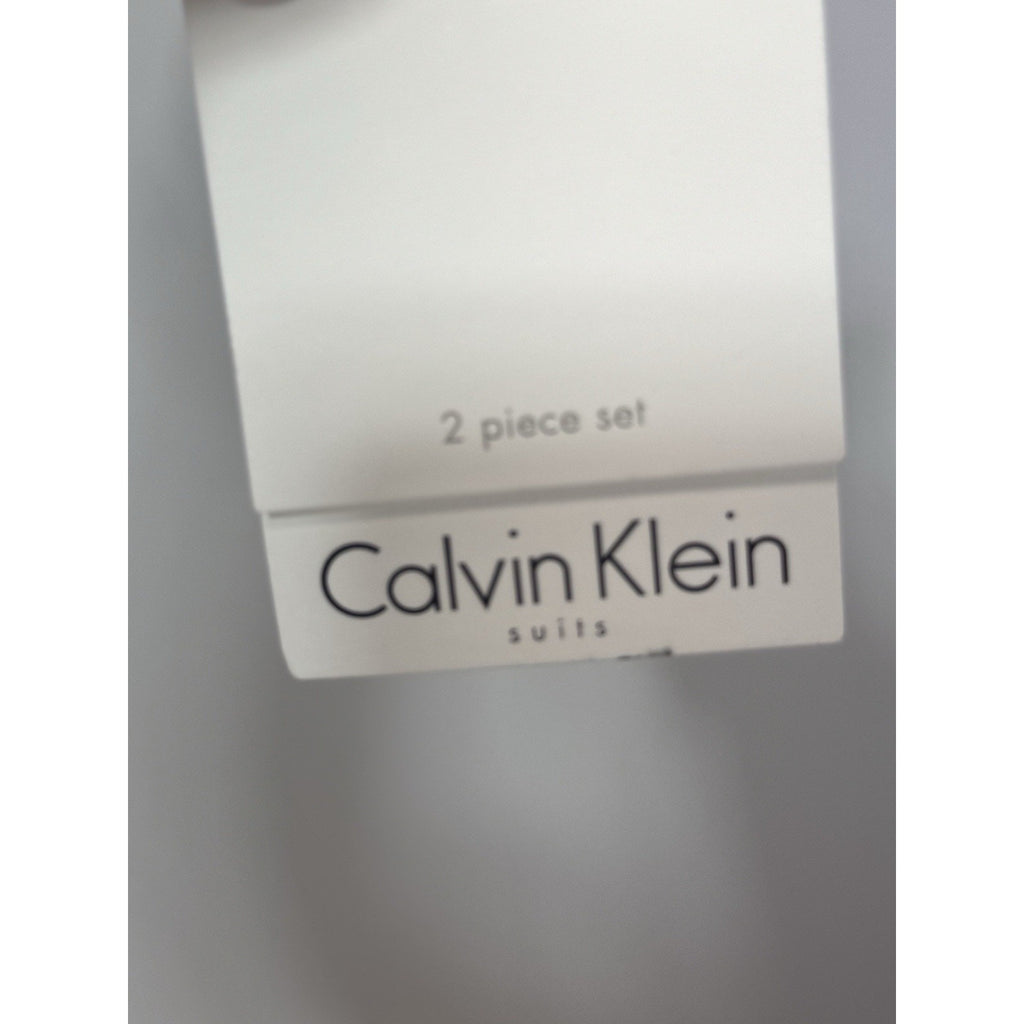 2 piece set
Calvin Klein
suits